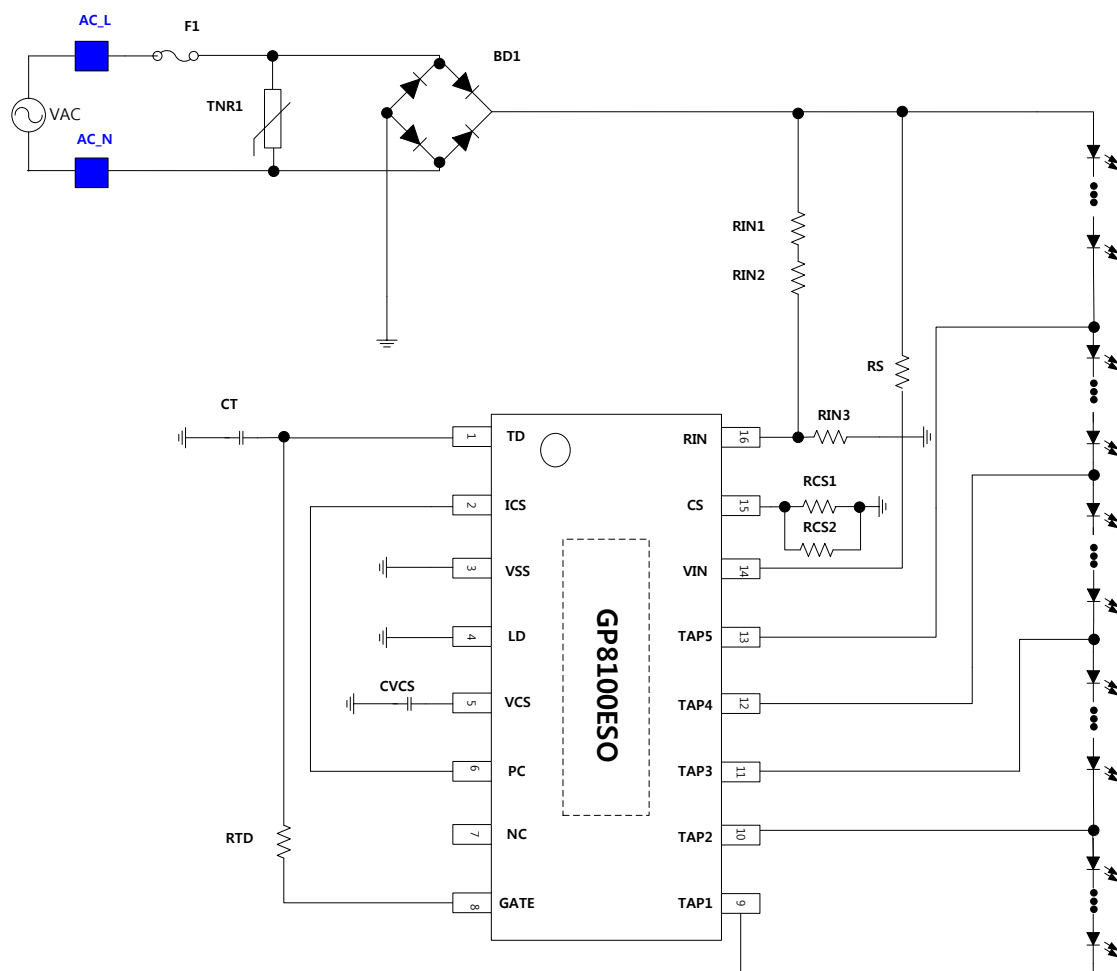 AC_L
F1
BD1
TNR1
VAC
AC_N
RIN1
RIN2
RS
CT
RIN3
1
TD
RIN
16
2
ICS
RCS1
CS
15
RCS2
3
VSS
VIN
14
4
LD
GP8100ESO
TAP5
13
CVCS
5
VCS
TAP4
12
6
PC
TAP3
11
RTD
7
NC
TAP2
10
8
GATE
TAP1
9